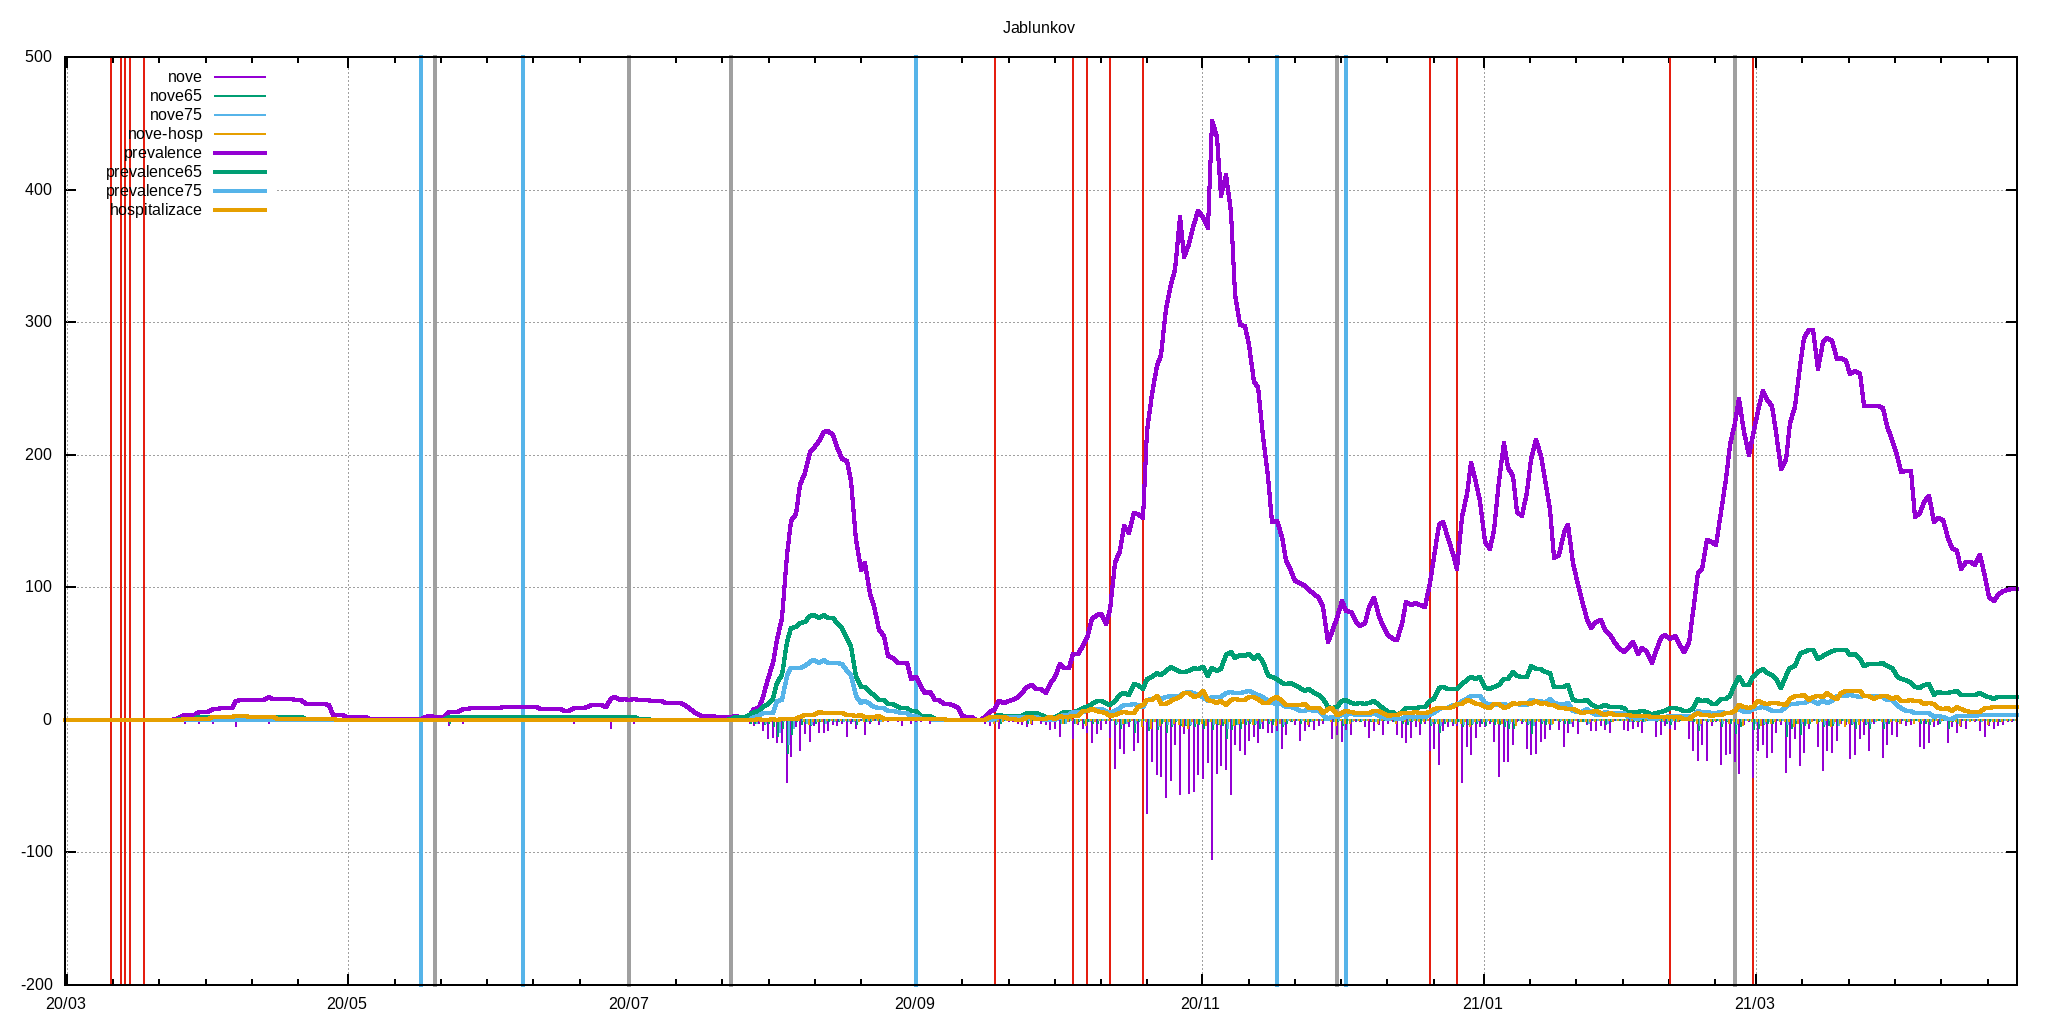 Jablunkov
500
400
300
200
100
0
-100
-200
nove
nove65
nove75
nove-hosp
prevalence
prevalence65
prevalence75
hospitalizace
20/03 20/05 20/07 20/09 20/11 21/01 21/03